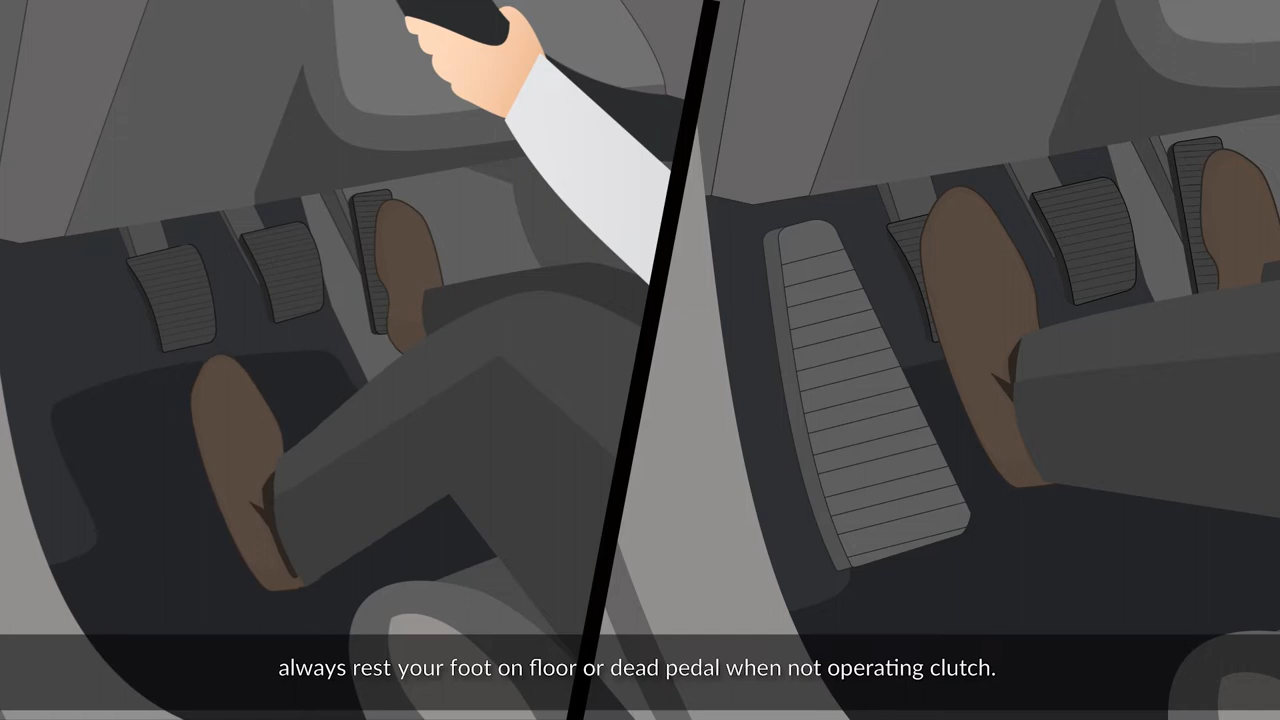 always rest your foot on floor or dead pedal when not operating clutch.